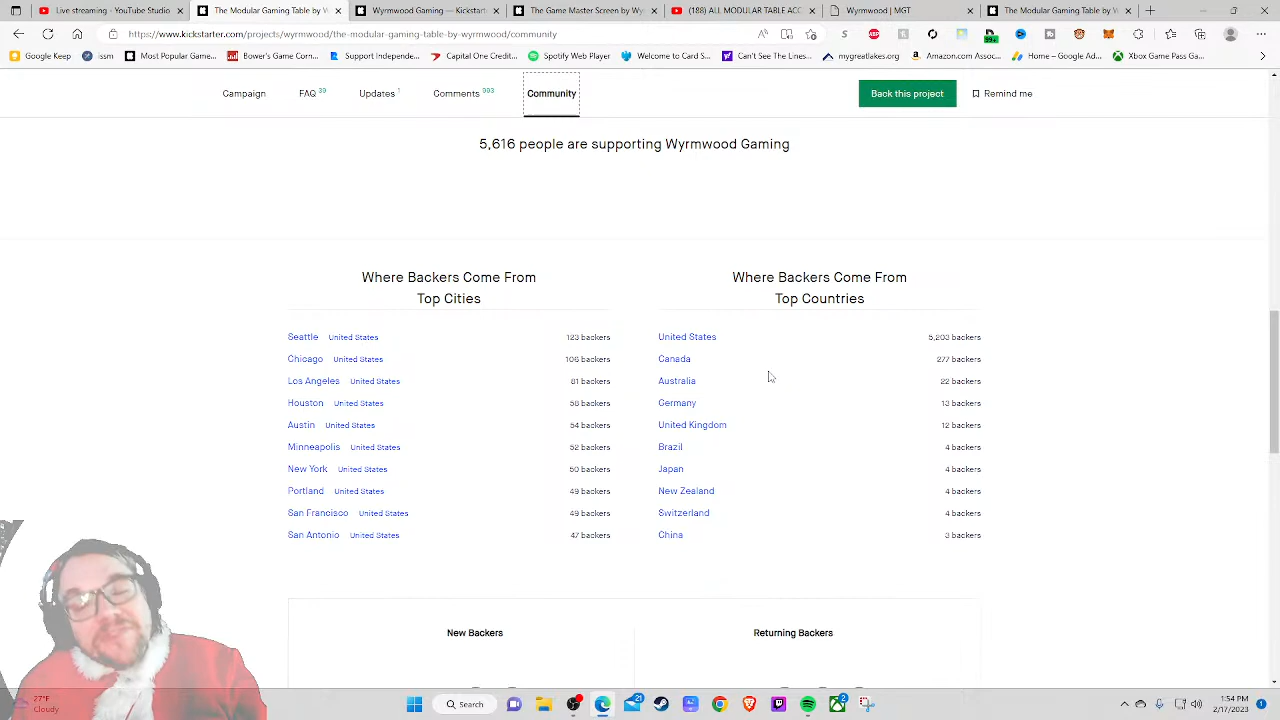 Live streaming - YouTube Studio
The Modular Gaming Table by W
Wyrmwood Gaming — Kickstart
The Game Master Screen by Wy
(188) ALL MODULAR TABLE ACC
Wyrmwood | MGT
The Modular Gaming Table by W
https://www.kickstarter.com/projects/wyrmwood/the-modular-gaming-table-by-wyrmwood/community
99+
Google Keep
Inbox
Most Popular Game...
Bower's Game Corn...
Support Independe...
Capital One Credit...
Spotify Web Player
Welcome to Card S...
Can't See The Lines...
mygreatlakes.org
Amazon.com Assoc...
Home – Google Ad...
Xbox Game Pass Ga...
Campaign
FAQ 39
Updates 1
Comments 903
Community
Back this project
Remind me
5,616 people are supporting Wyrmwood Gaming
Where Backers Come From
Top Cities
Seattle United States 123 backers
Chicago United States 106 backers
Los Angeles United States 81 backers
Houston United States 58 backers
Austin United States 54 backers
Minneapolis United States 52 backers
New York United States 50 backers
Portland United States 49 backers
San Francisco United States 49 backers
San Antonio United States 47 backers
Where Backers Come From
Top Countries
United States 5,203 backers
Canada 277 backers
Australia 22 backers
Germany 13 backers
United Kingdom 12 backers
Brazil 4 backers
Japan 4 backers
New Zealand 4 backers
Switzerland 4 backers
China 3 backers
New Backers
Returning Backers
27°F
Cloudy
Search
21
2
1:54 PM
2/17/2023